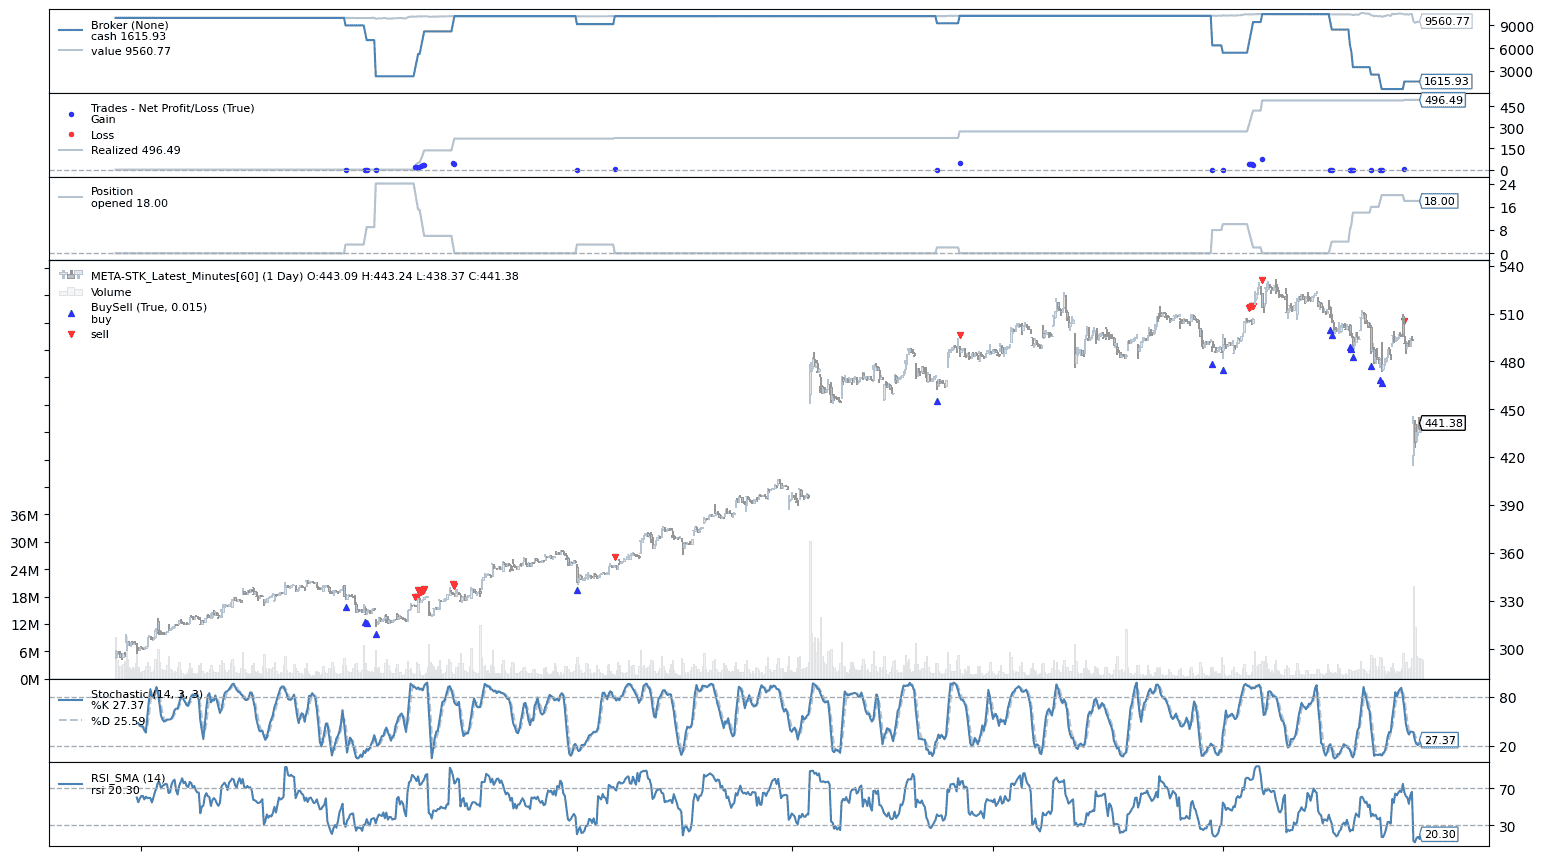 Broker (None)
cash 1615.93
value 9560.77
9000
6000
3000
9560.77
1615.93
Trades - Net Profit/Loss (True)
Gain
Loss
Realized 496.49
450
300
150
0
496.49
Position
opened 18.00
24
16
8
0
18.00
META-STK_Latest_Minutes[60] (1 Day) O:443.09 H:443.24 L:438.37 C:441.38
Volume
BuySell (True, 0.015)
buy
sell
540
510
480
450
420
390
360
330
300
441.38
36M
30M
24M
18M
12M
6M
0M
Stochastic (14, 3, 3)
%K 27.37
%D 25.59
80
20
27.37
RSI_SMA (14)
rsi 20.30
70
30
20.30